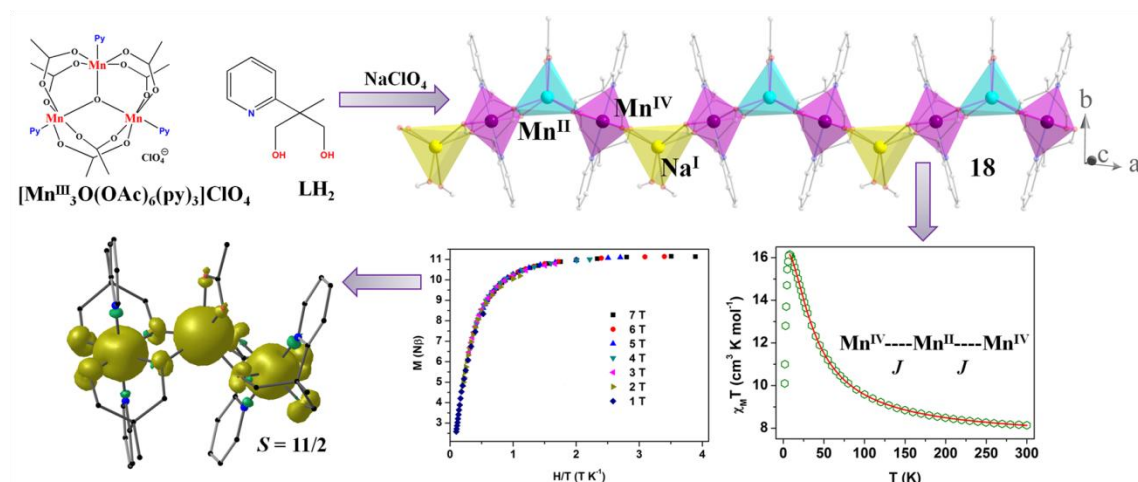 Py
O O
O Mn O
O O
O
O Mn Mn O
Py O O Py
O O
ClO₄⊖
[Mnᴵᴵᴵ₃O(OAc)₆(py)₃]ClO₄
N
OH OH
LH₂
NaClO₄
Mnᴵᴵ
Mnᴵⱽ
Naᴵ
18
b
c
a
S = 11/2
M (Nβ)
11
10
9
8
7
6
5
4
3
7 T
6 T
5 T
4 T
3 T
2 T
1 T
0 1 2 3 4
H/T (T K⁻¹)
χMT (cm³ K mol⁻¹)
16
14
12
10
8
Mnᴵⱽ----Mnᴵᴵ----Mnᴵⱽ
J J
0 50 100 150 200 250 300
T (K)